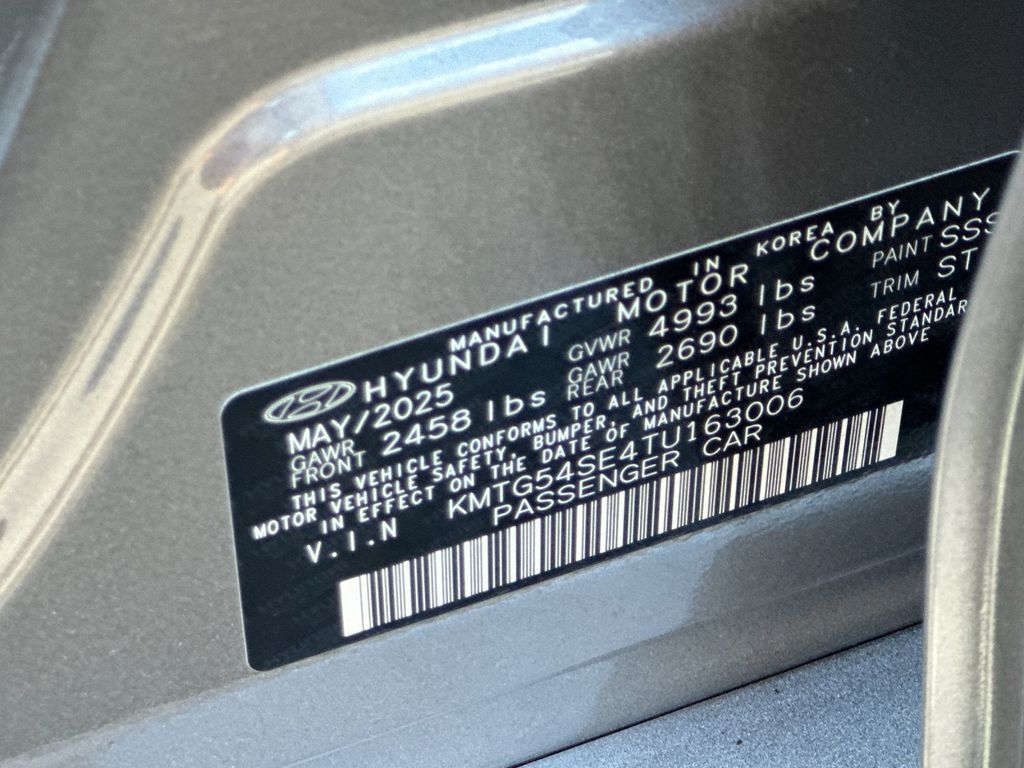 MANUFACTURED IN KOREA BY
HYUNDAI MOTOR COMPANY
MAY/2025 GVWR 4993 lbs PAINT SSS
GAWR FRONT 2458 lbs GAWR REAR 2690 lbs TRIM ST
THIS VEHICLE CONFORMS TO ALL APPLICABLE U.S.A. FEDERAL
MOTOR VEHICLE SAFETY, BUMPER, AND THEFT PREVENTION STANDAR
IN EFFECT ON THE DATE OF MANUFACTURE SHOWN ABOVE
V.I.N KMTG54SE4TU163006
PASSENGER CAR